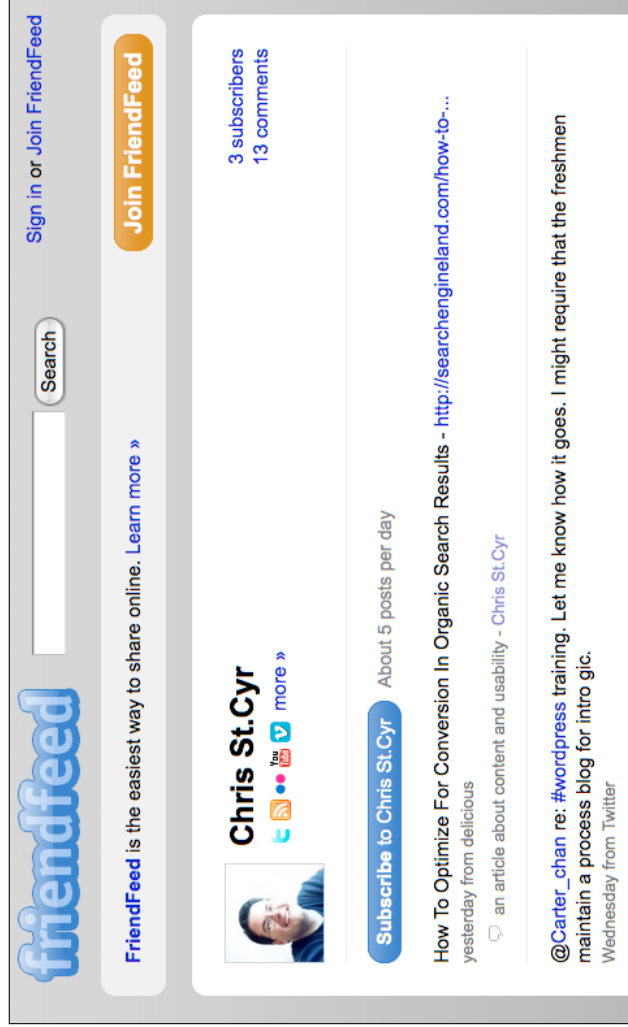 friendfeed
Search
Sign in or Join FriendFeed
FriendFeed is the easiest way to share online. Learn more »
Join FriendFeed
Chris St.Cyr
You Tube
more »
3 subscribers
13 comments
Subscribe to Chris St.Cyr
About 5 posts per day
How To Optimize For Conversion In Organic Search Results - http://searchengineland.com/how-to-...
yesterday from delicious
an article about content and usability - Chris St.Cyr
@Carter_chan re: #wordpress training. Let me know how it goes. I might require that the freshmen
maintain a process blog for intro gic.
Wednesday from Twitter